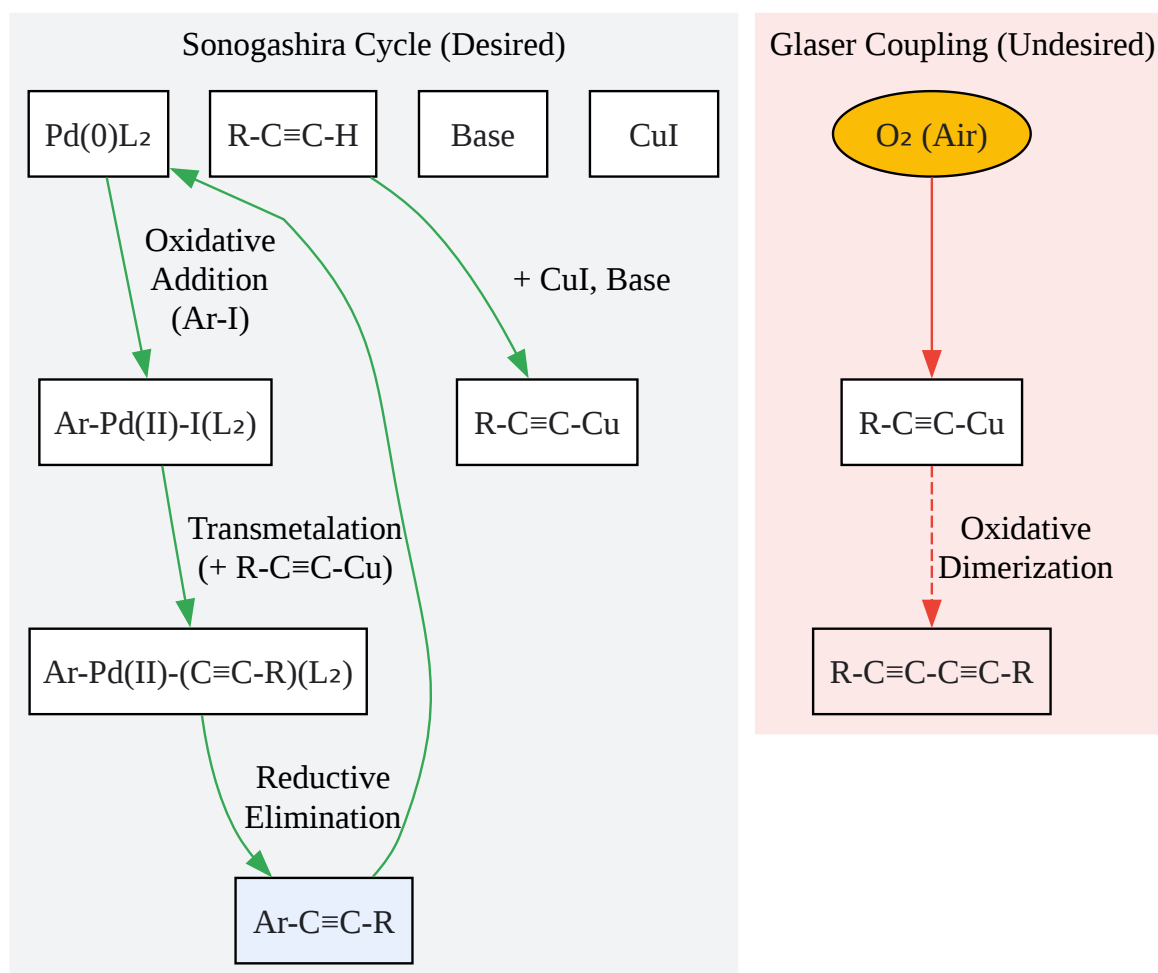 Sonogashira Cycle (Desired)
Pd(0)L₂
R-C≡C-H
Base
CuI
Oxidative
Addition
(Ar-I)
+ CuI, Base
Ar-Pd(II)-I(L₂)
R-C≡C-Cu
Transmetalation
(+ R-C≡C-Cu)
Ar-Pd(II)-(C≡C-R)(L₂)
Reductive
Elimination
Ar-C≡C-R
Glaser Coupling (Undesired)
O₂ (Air)
R-C≡C-Cu
Oxidative
Dimerization
R-C≡C-C≡C-R